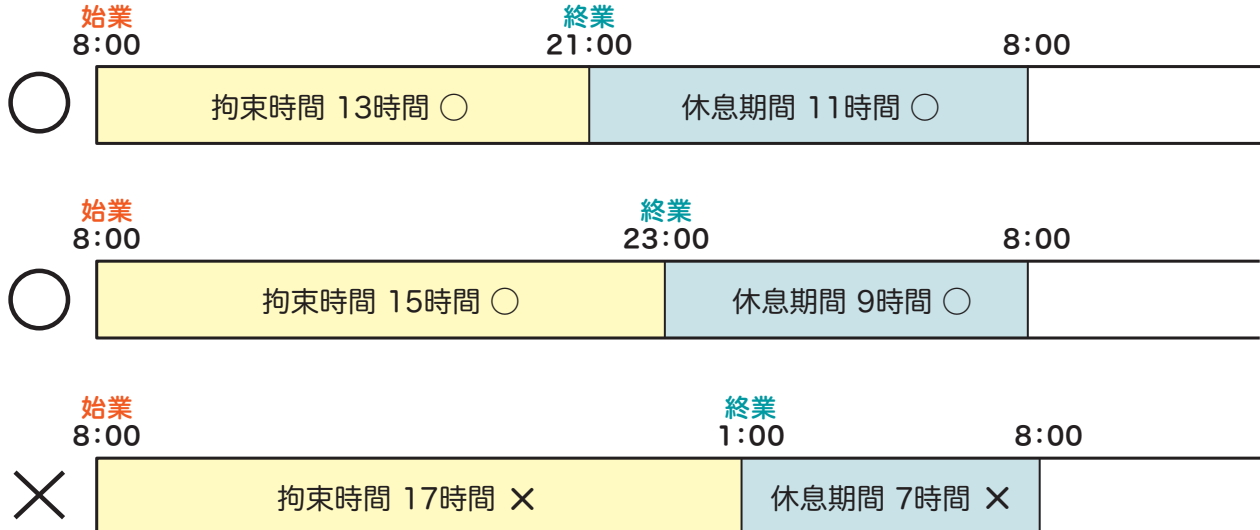 始業 終業
8:00 21:00 8:00
拘束時間 13時間 ○ 休息期間 11時間 ○
始業 終業
8:00 23:00 8:00
拘束時間 15時間 ○ 休息期間 9時間 ○
始業 終業
8:00 1:00 8:00
拘束時間 17時間 × 休息期間 7時間 ×